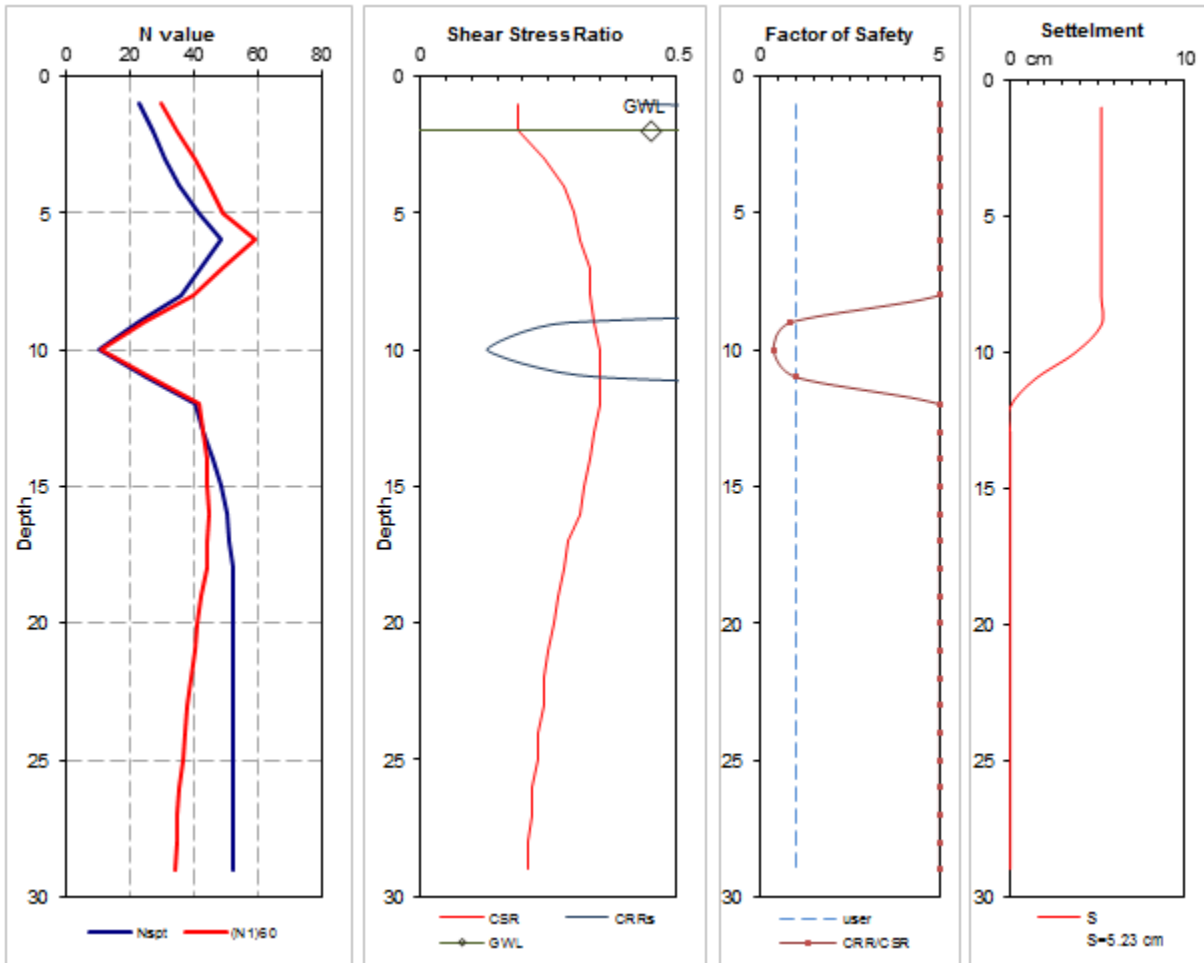 N value
0 20 40 60 80
0
5
10
15
20
25
30
Depth
Nspt (N1)60
Shear Stress Ratio
0 0.5
0
GWL
5
10
15
20
25
30
Depth
CSR CRRs
GWL
Factor of Safety
0 5
0
5
10
15
20
25
30
user
CRR/CSR
Settelment
0 cm 10
0
5
10
15
20
25
30
S
S=5.23 cm